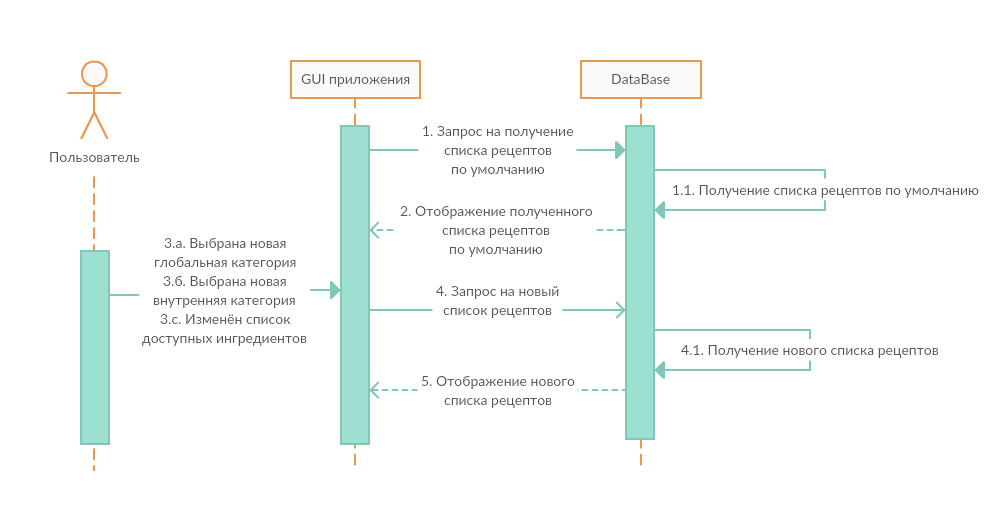 GUI приложения
DataBase
Пользователь
1. Запрос на получение
списка рецептов
по умолчанию
1.1. Получение списка рецептов по умолчанию
2. Отображение полученного
списка рецептов
по умолчанию
3.а. Выбрана новая
глобальная категория
3.б. Выбрана новая
внутренняя категория
3.с. Изменён список
доступных ингредиентов
4. Запрос на новый
список рецептов
4.1. Получение нового списка рецептов
5. Отображение нового
списка рецептов